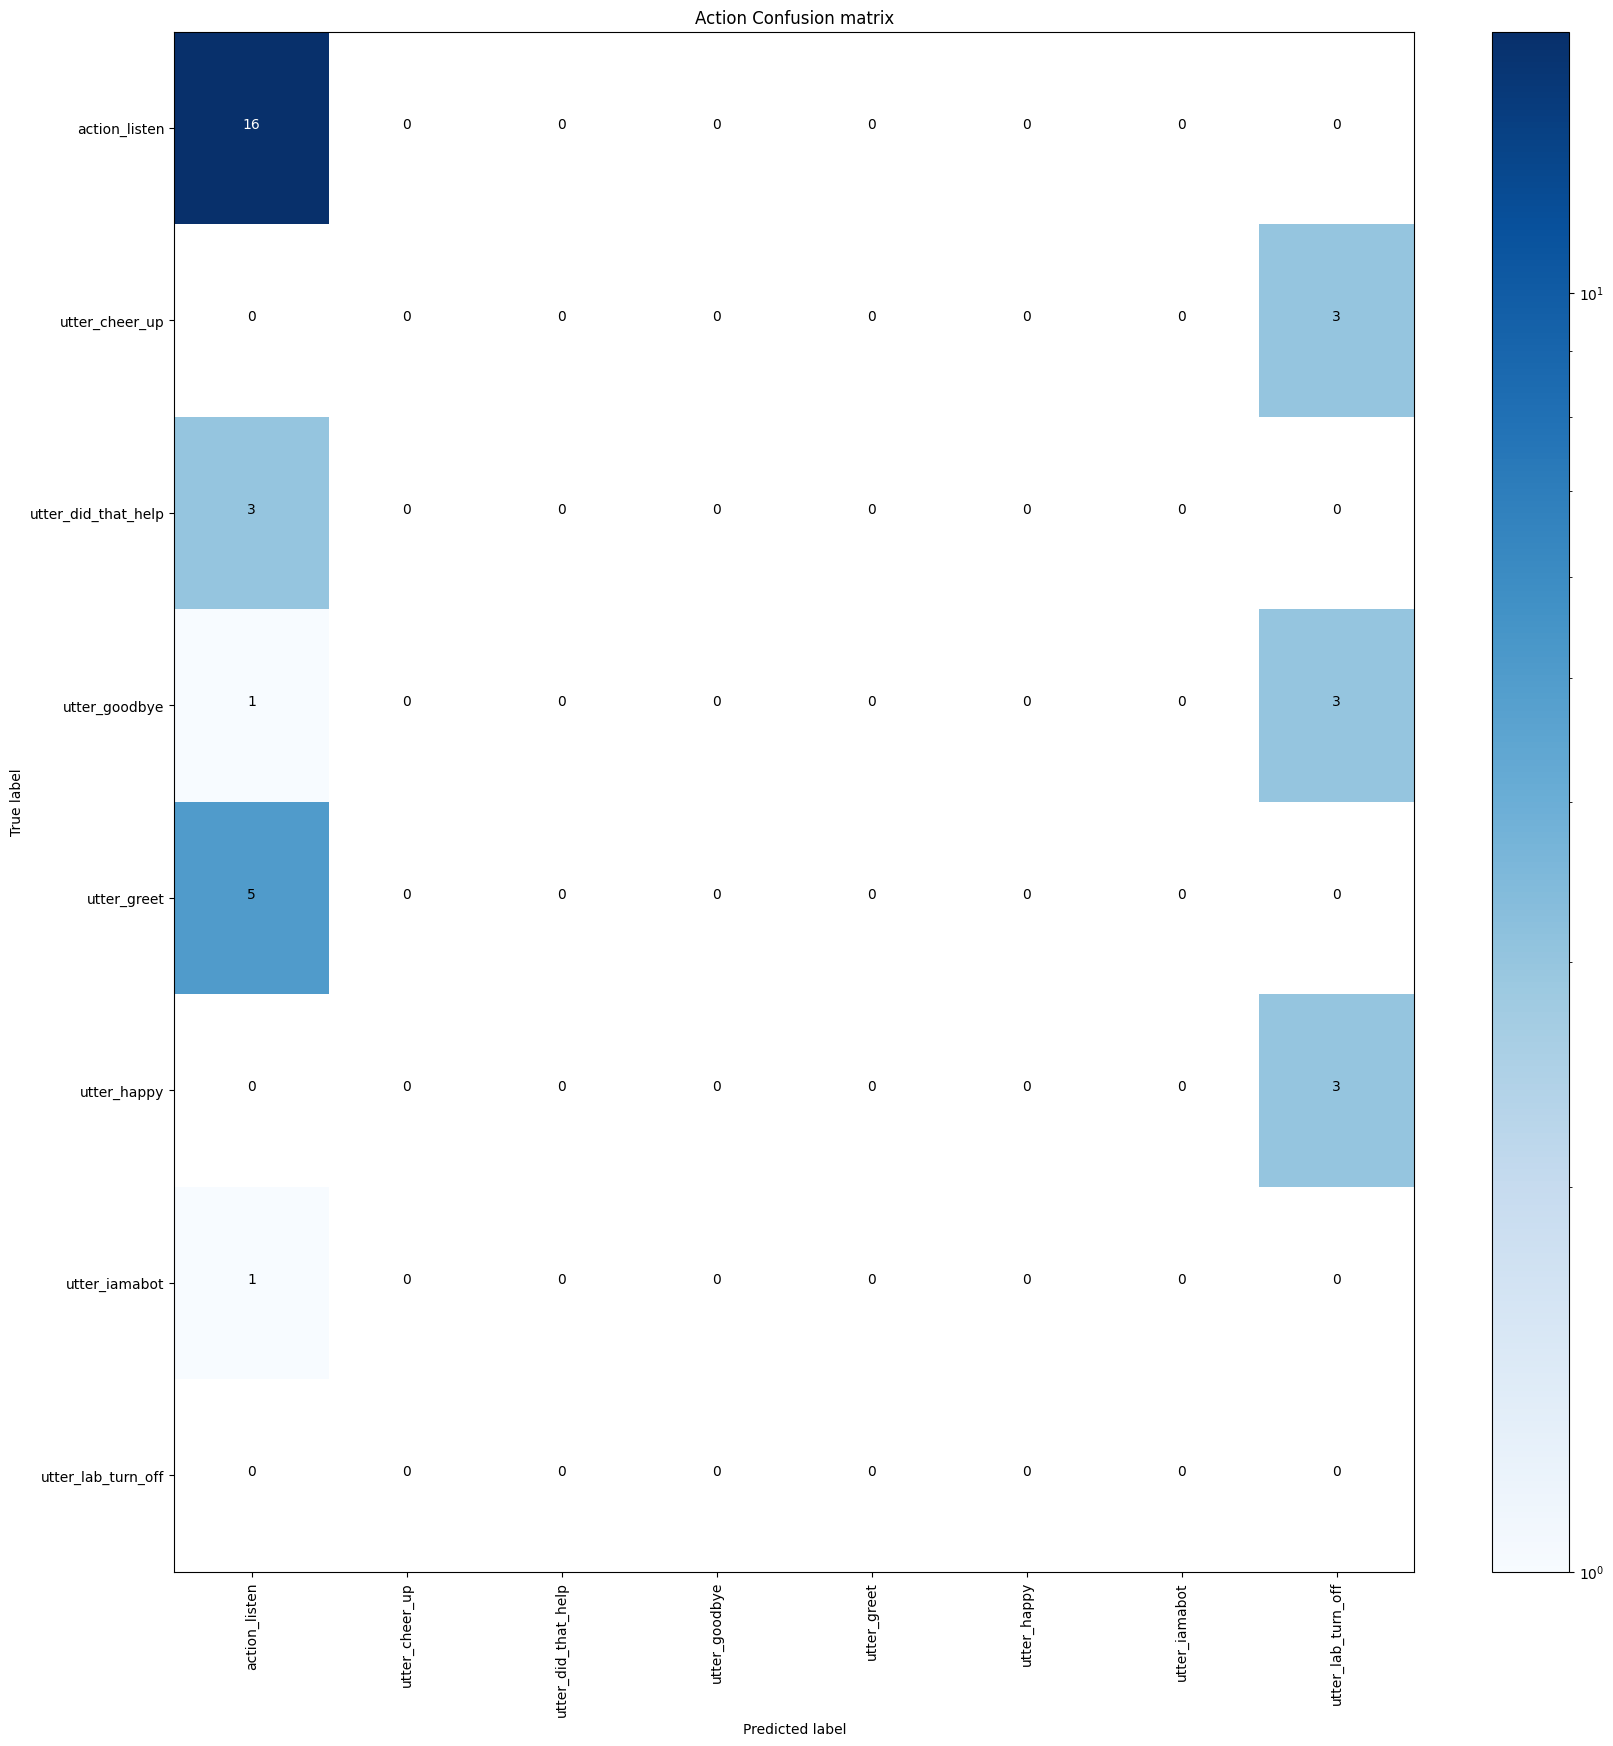 Action Confusion matrix
action_listen 16 0 0 0 0 0 0 0
utter_cheer_up 0 0 0 0 0 0 0 3
utter_did_that_help 3 0 0 0 0 0 0 0
utter_goodbye 1 0 0 0 0 0 0 3
utter_greet 5 0 0 0 0 0 0 0
utter_happy 0 0 0 0 0 0 0 3
utter_iamabot 1 0 0 0 0 0 0 0
utter_lab_turn_off 0 0 0 0 0 0 0 0
True label
action_listen
utter_cheer_up
utter_did_that_help
utter_goodbye
utter_greet
utter_happy
utter_iamabot
utter_lab_turn_off
Predicted label
10¹
10⁰